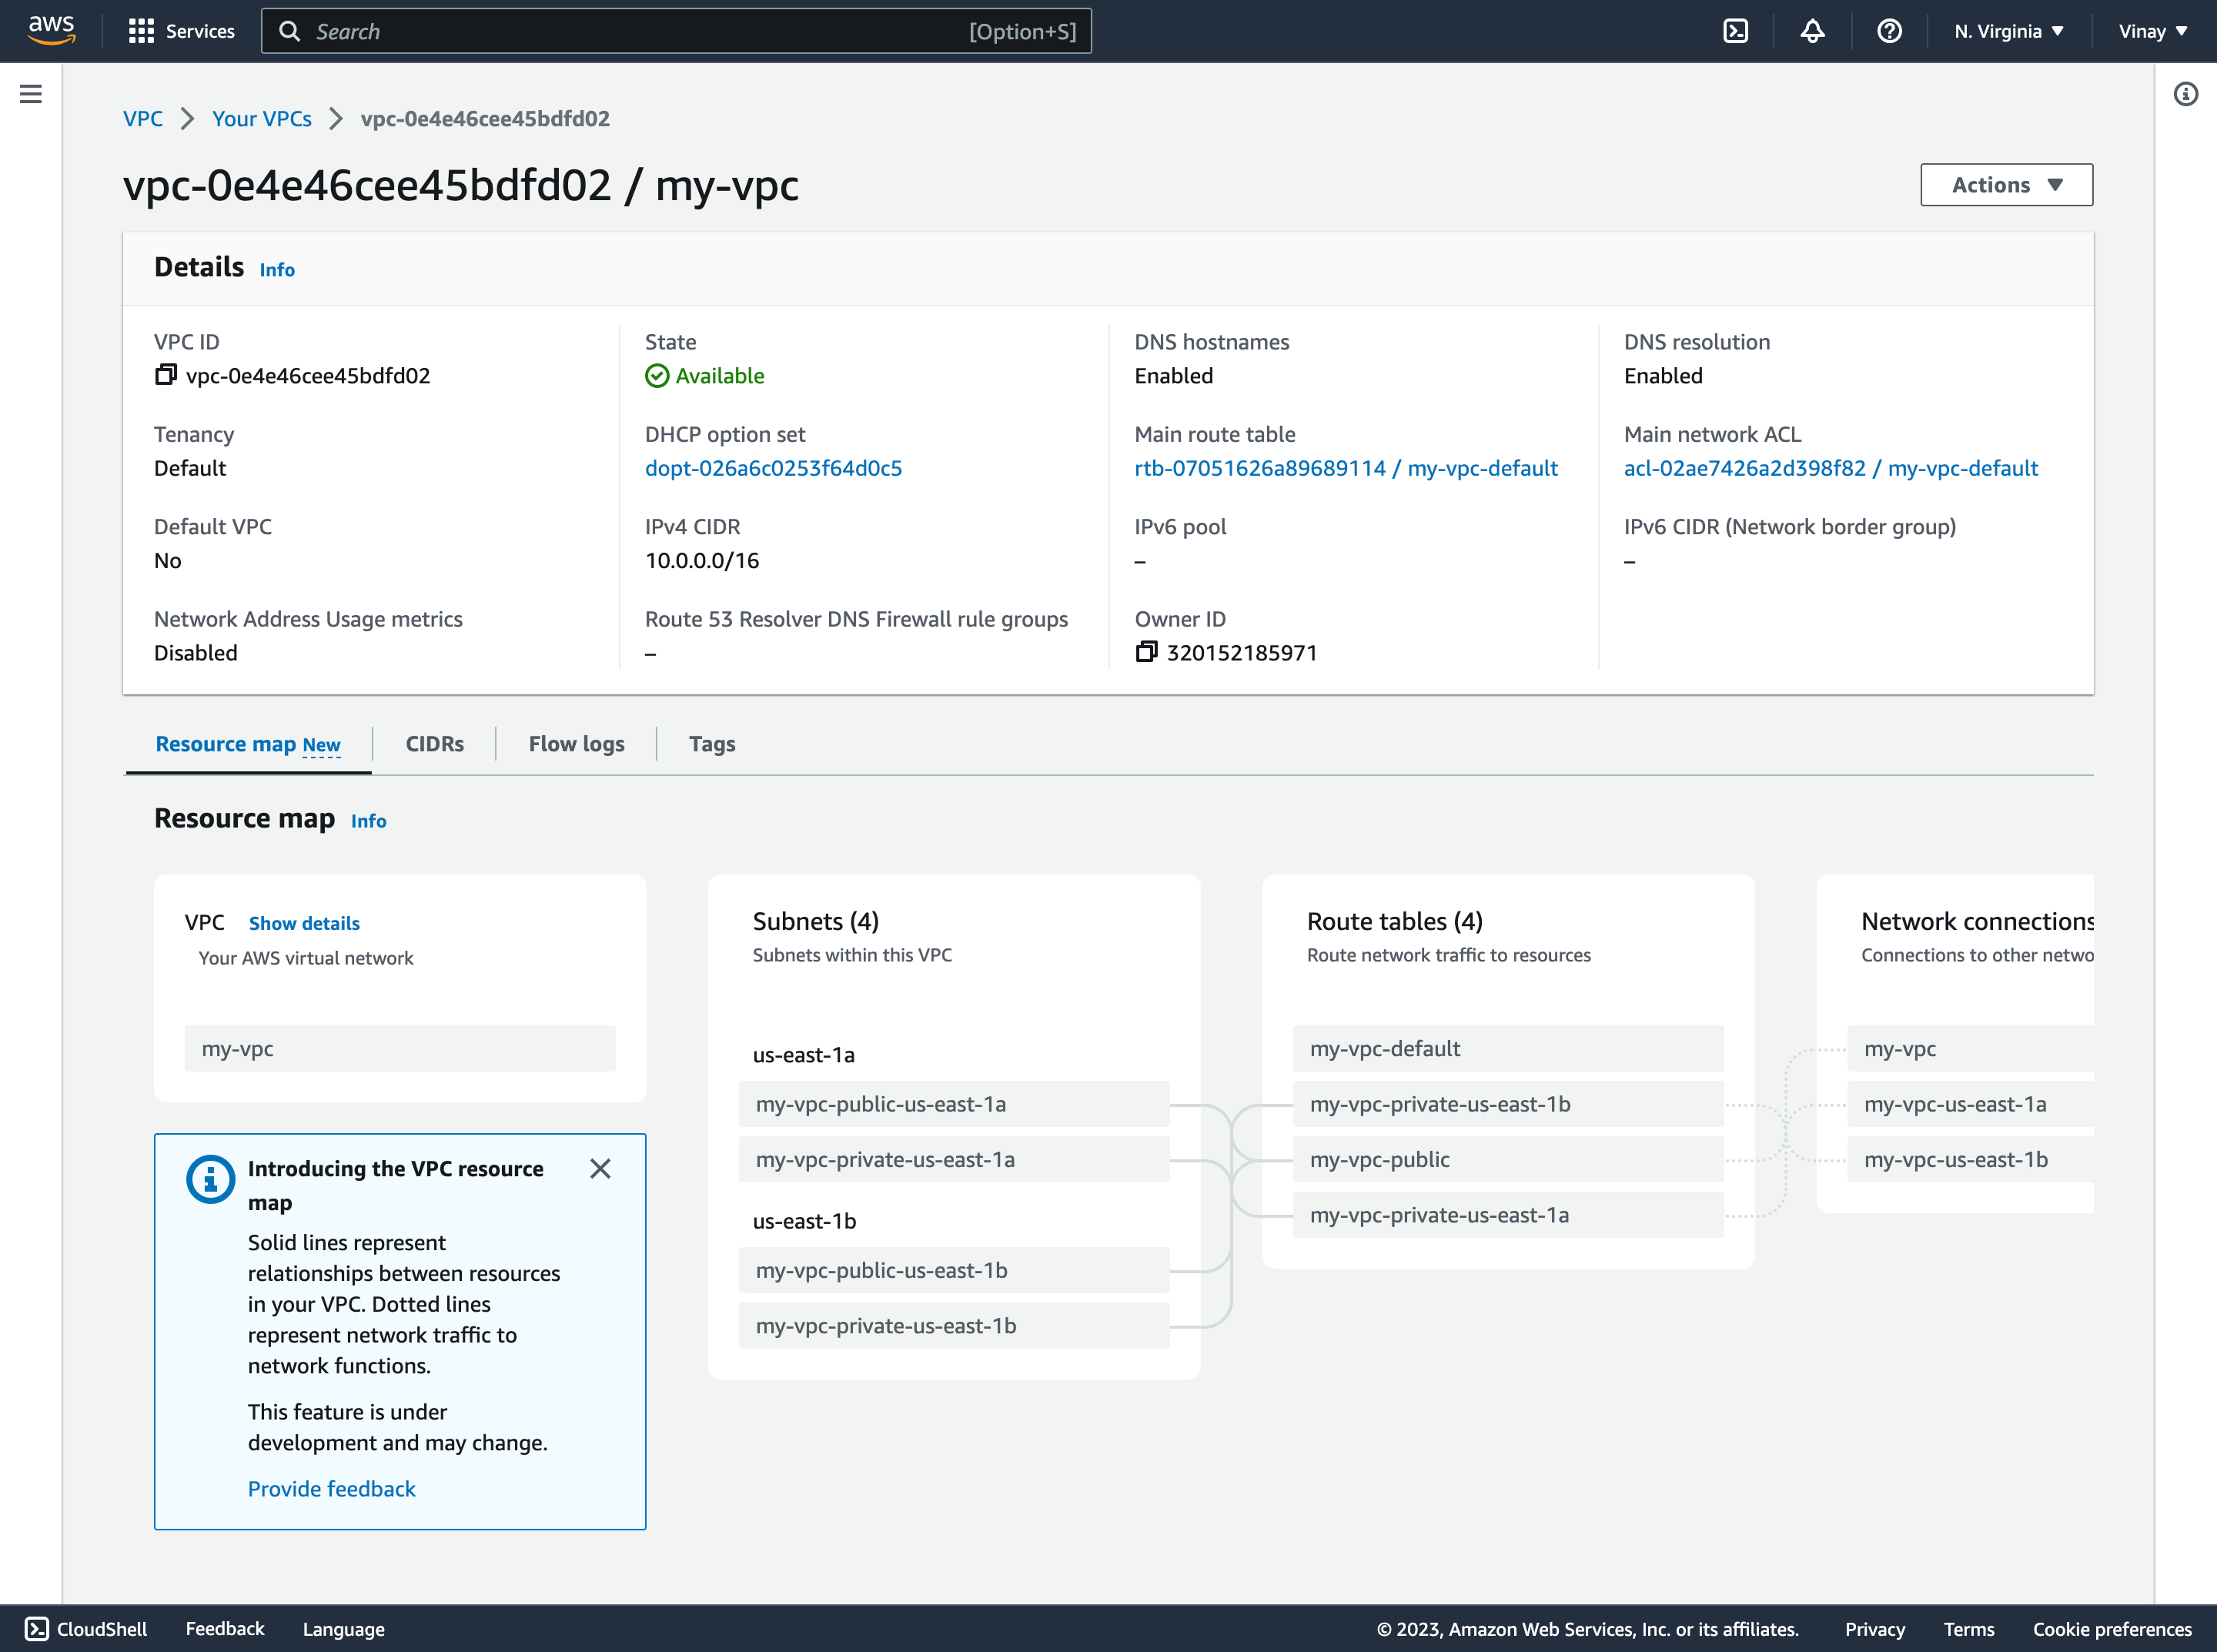 aws
Services
Search
[Option+S]
N. Virginia
Vinay
VPC
Your VPCs
vpc-0e4e46cee45bdfd02
vpc-0e4e46cee45bdfd02 / my-vpc
Actions
Details Info
VPC ID
vpc-0e4e46cee45bdfd02
State
Available
DNS hostnames
Enabled
DNS resolution
Enabled
Tenancy
Default
DHCP option set
dopt-026a6c0253f64d0c5
Main route table
rtb-07051626a89689114 / my-vpc-default
Main network ACL
acl-02ae7426a2d398f82 / my-vpc-default
Default VPC
No
IPv4 CIDR
10.0.0.0/16
IPv6 pool
–
IPv6 CIDR (Network border group)
–
Network Address Usage metrics
Disabled
Route 53 Resolver DNS Firewall rule groups
–
Owner ID
320152185971
Resource map New
CIDRs
Flow logs
Tags
Resource map Info
VPC Show details
Your AWS virtual network
my-vpc
Introducing the VPC resource
map
Solid lines represent
relationships between resources
in your VPC. Dotted lines
represent network traffic to
network functions.
This feature is under
development and may change.
Provide feedback
Subnets (4)
Subnets within this VPC
us-east-1a
my-vpc-public-us-east-1a
my-vpc-private-us-east-1a
us-east-1b
my-vpc-public-us-east-1b
my-vpc-private-us-east-1b
Route tables (4)
Route network traffic to resources
my-vpc-default
my-vpc-private-us-east-1b
my-vpc-public
my-vpc-private-us-east-1a
Network connections
Connections to other netwo
my-vpc
my-vpc-us-east-1a
my-vpc-us-east-1b
CloudShell
Feedback
Language
© 2023, Amazon Web Services, Inc. or its affiliates.
Privacy
Terms
Cookie preferences